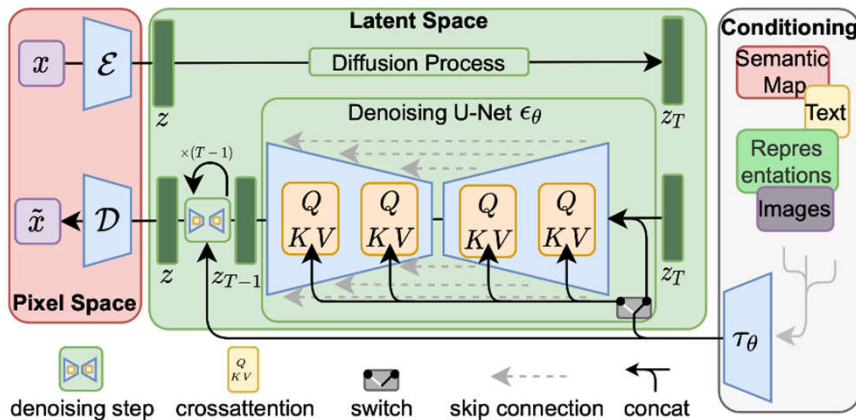 Latent Space
Conditioning
x
ℰ
Diffusion Process
z
z_T
Semantic
Map
Text
Repres
entations
Images
Denoising U-Net ϵ_θ
×(T−1)
x̃
𝒟
z
z_{T−1}
Q
KV
Q
KV
Q
KV
Q
KV
z_T
Pixel Space
τ_θ
Q
KV
denoising step
crossattention
switch
skip connection
concat